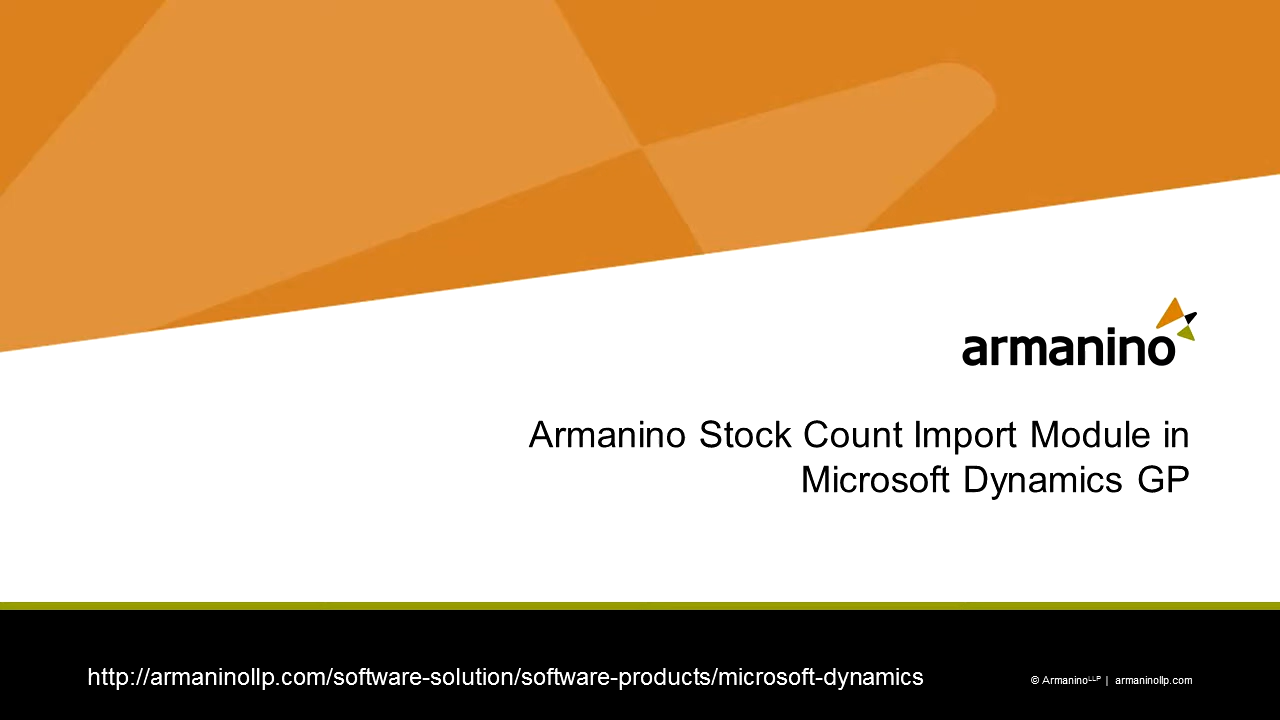 armanino
Armanino Stock Count Import Module in
Microsoft Dynamics GP
http://armaninollp.com/software-solution/software-products/microsoft-dynamics
© ArmaninoLLP | armaninollp.com